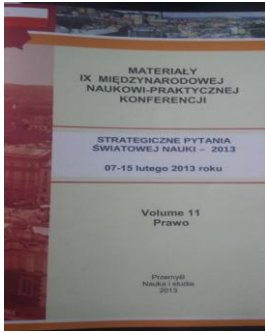 MATERIAŁY
IX MIĘDZYNARODOWEJ
NAUKOWI-PRAKTYCZNEJ
KONFERENCJI
STRATEGICZNE PYTANIA
ŚWIATOWEJ NAUKI – 2013
07-15 lutego 2013 roku
Volume 11
Prawo
Przemyśl
Nauka i studia
2013